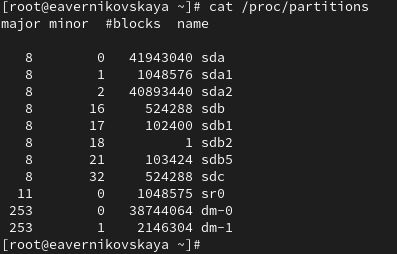 [root@eavernikovskaya ~]# cat /proc/partitions
major minor  #blocks  name

   8        0   41943040 sda
   8        1    1048576 sda1
   8        2   40893440 sda2
   8       16     524288 sdb
   8       17     102400 sdb1
   8       18          1 sdb2
   8       21     103424 sdb5
   8       32     524288 sdc
  11        0    1048575 sr0
 253        0   38744064 dm-0
 253        1    2146304 dm-1
[root@eavernikovskaya ~]#